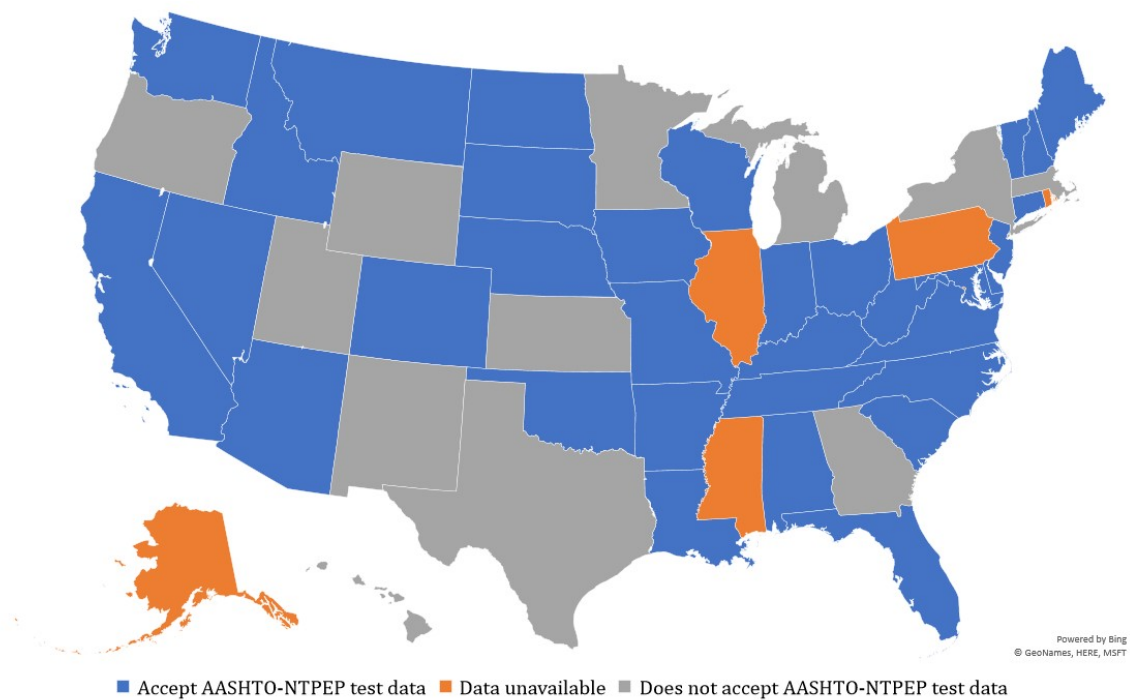 Powered by Bing
© GeoNames, HERE, MSFT
Accept AASHTO-NTPEP test data Data unavailable Does not accept AASHTO-NTPEP test data